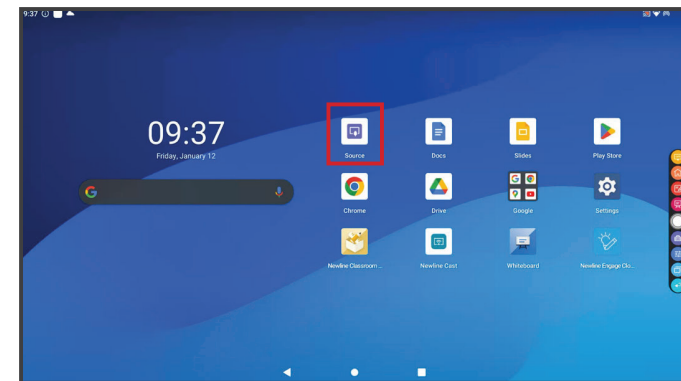 9:37
09:37
Friday, January 12
Source
Docs
Slides
Play Store
Chrome
Drive
Google
Settings
Newline Classroom...
Newline Cast
Whiteboard
Newline Engage Clo...